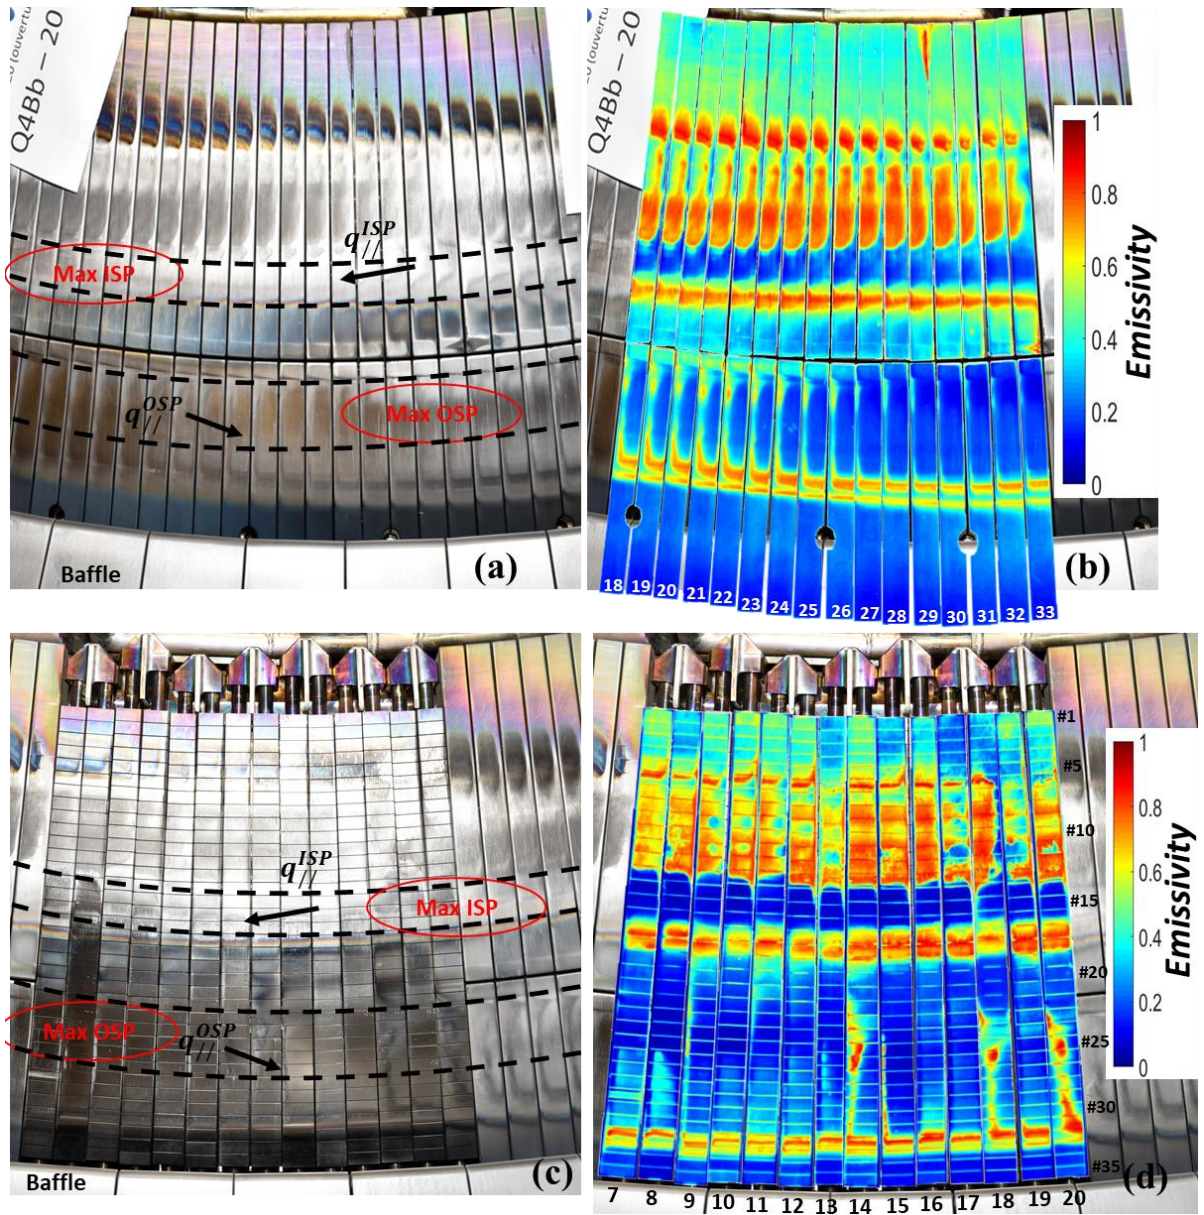 20 (ouvertu
Q4Bb – 20
Max ISP
q//ISP
q//OSP
Max OSP
Baffle
(a)
Q4Bb – 20
1
0.8
0.6
0.4
0.2
0
Emissivity
18 19 20 21 22 23 24 25 26 27 28 29 30 31 32 33
(b)
q//ISP
Max ISP
Max OSP
q//OSP
Baffle
(c)
#1
#5
#10
#15
#20
#25
#30
#35
1
0.8
0.6
0.4
0.2
0
Emissivity
7 8 9 10 11 12 13 14 15 16 17 18 19 20
(d)